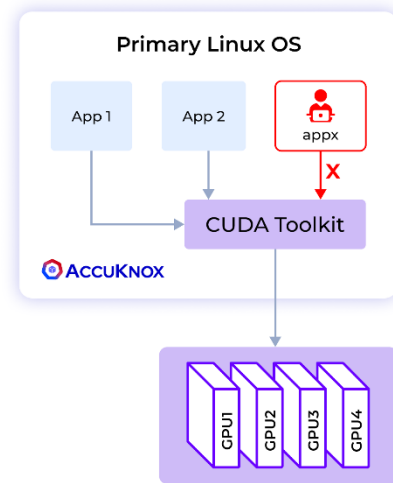 Primary Linux OS
App 1
App 2
appx
X
CUDA Toolkit
ACCUKNOX
GPU1
GPU2
GPU3
GPU4